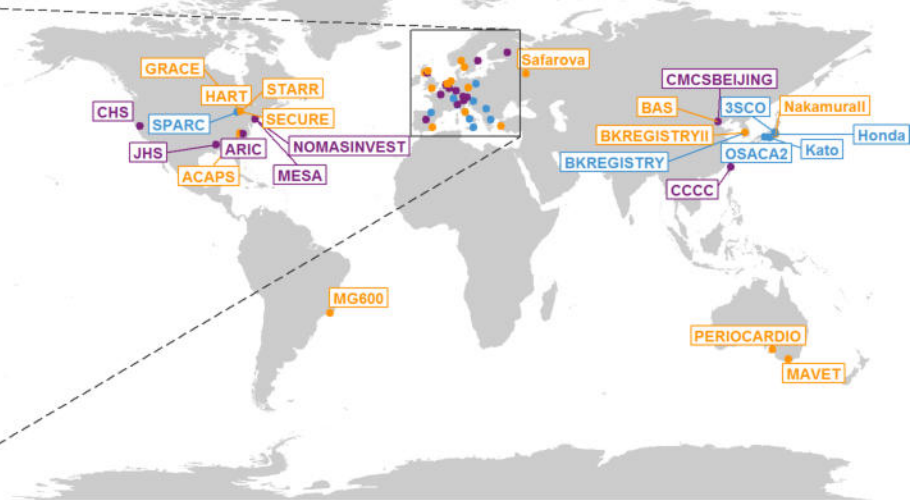 Safarova
GRACE
CMCSBEIJING
HART
STARR
BAS
3SCO
NakamuraII
CHS
SPARC
SECURE
BKREGISTRYII
Honda
JHS
ARIC
NOMASINVEST
BKREGISTRY
OSACA2
Kato
ACAPS
MESA
CCCC
MG600
PERIOCARDIO
MAVET